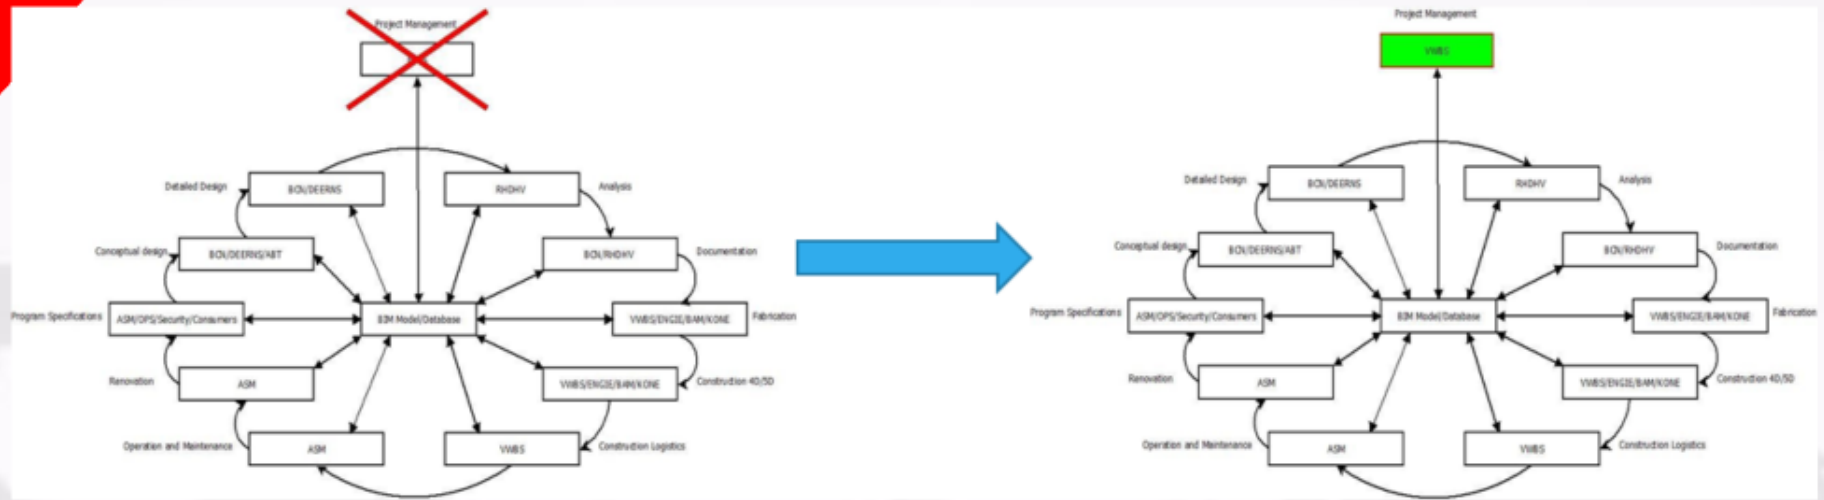 Project Management
Detailed Design
BCN/DEERNS
RHDHV
Analysis
Conceptual design
BCN/DEERNS/ABT
BCN/RHDHV
Documentation
Program Specifications
ASM/OPS/Security/Consumers
BIM Model/Database
VWBS/ENGIE/BAM/KONE
Fabrication
Renovation
ASM
VWBS/ENGIE/BAM/KONE
Construction 4D/5D
Operation and Maintenance
ASM
VWBS
Construction Logistics
Project Management
VWBS
Detailed Design
BCN/DEERNS
RHDHV
Analysis
Conceptual design
BCN/DEERNS/ABT
BCN/RHDHV
Documentation
Program Specifications
ASM/OPS/Security/Consumers
BIM Model/Database
VWBS/ENGIE/BAM/KONE
Fabrication
Renovation
ASM
VWBS/ENGIE/BAM/KONE
Construction 4D/5D
Operation and Maintenance
ASM
VWBS
Construction Logistics